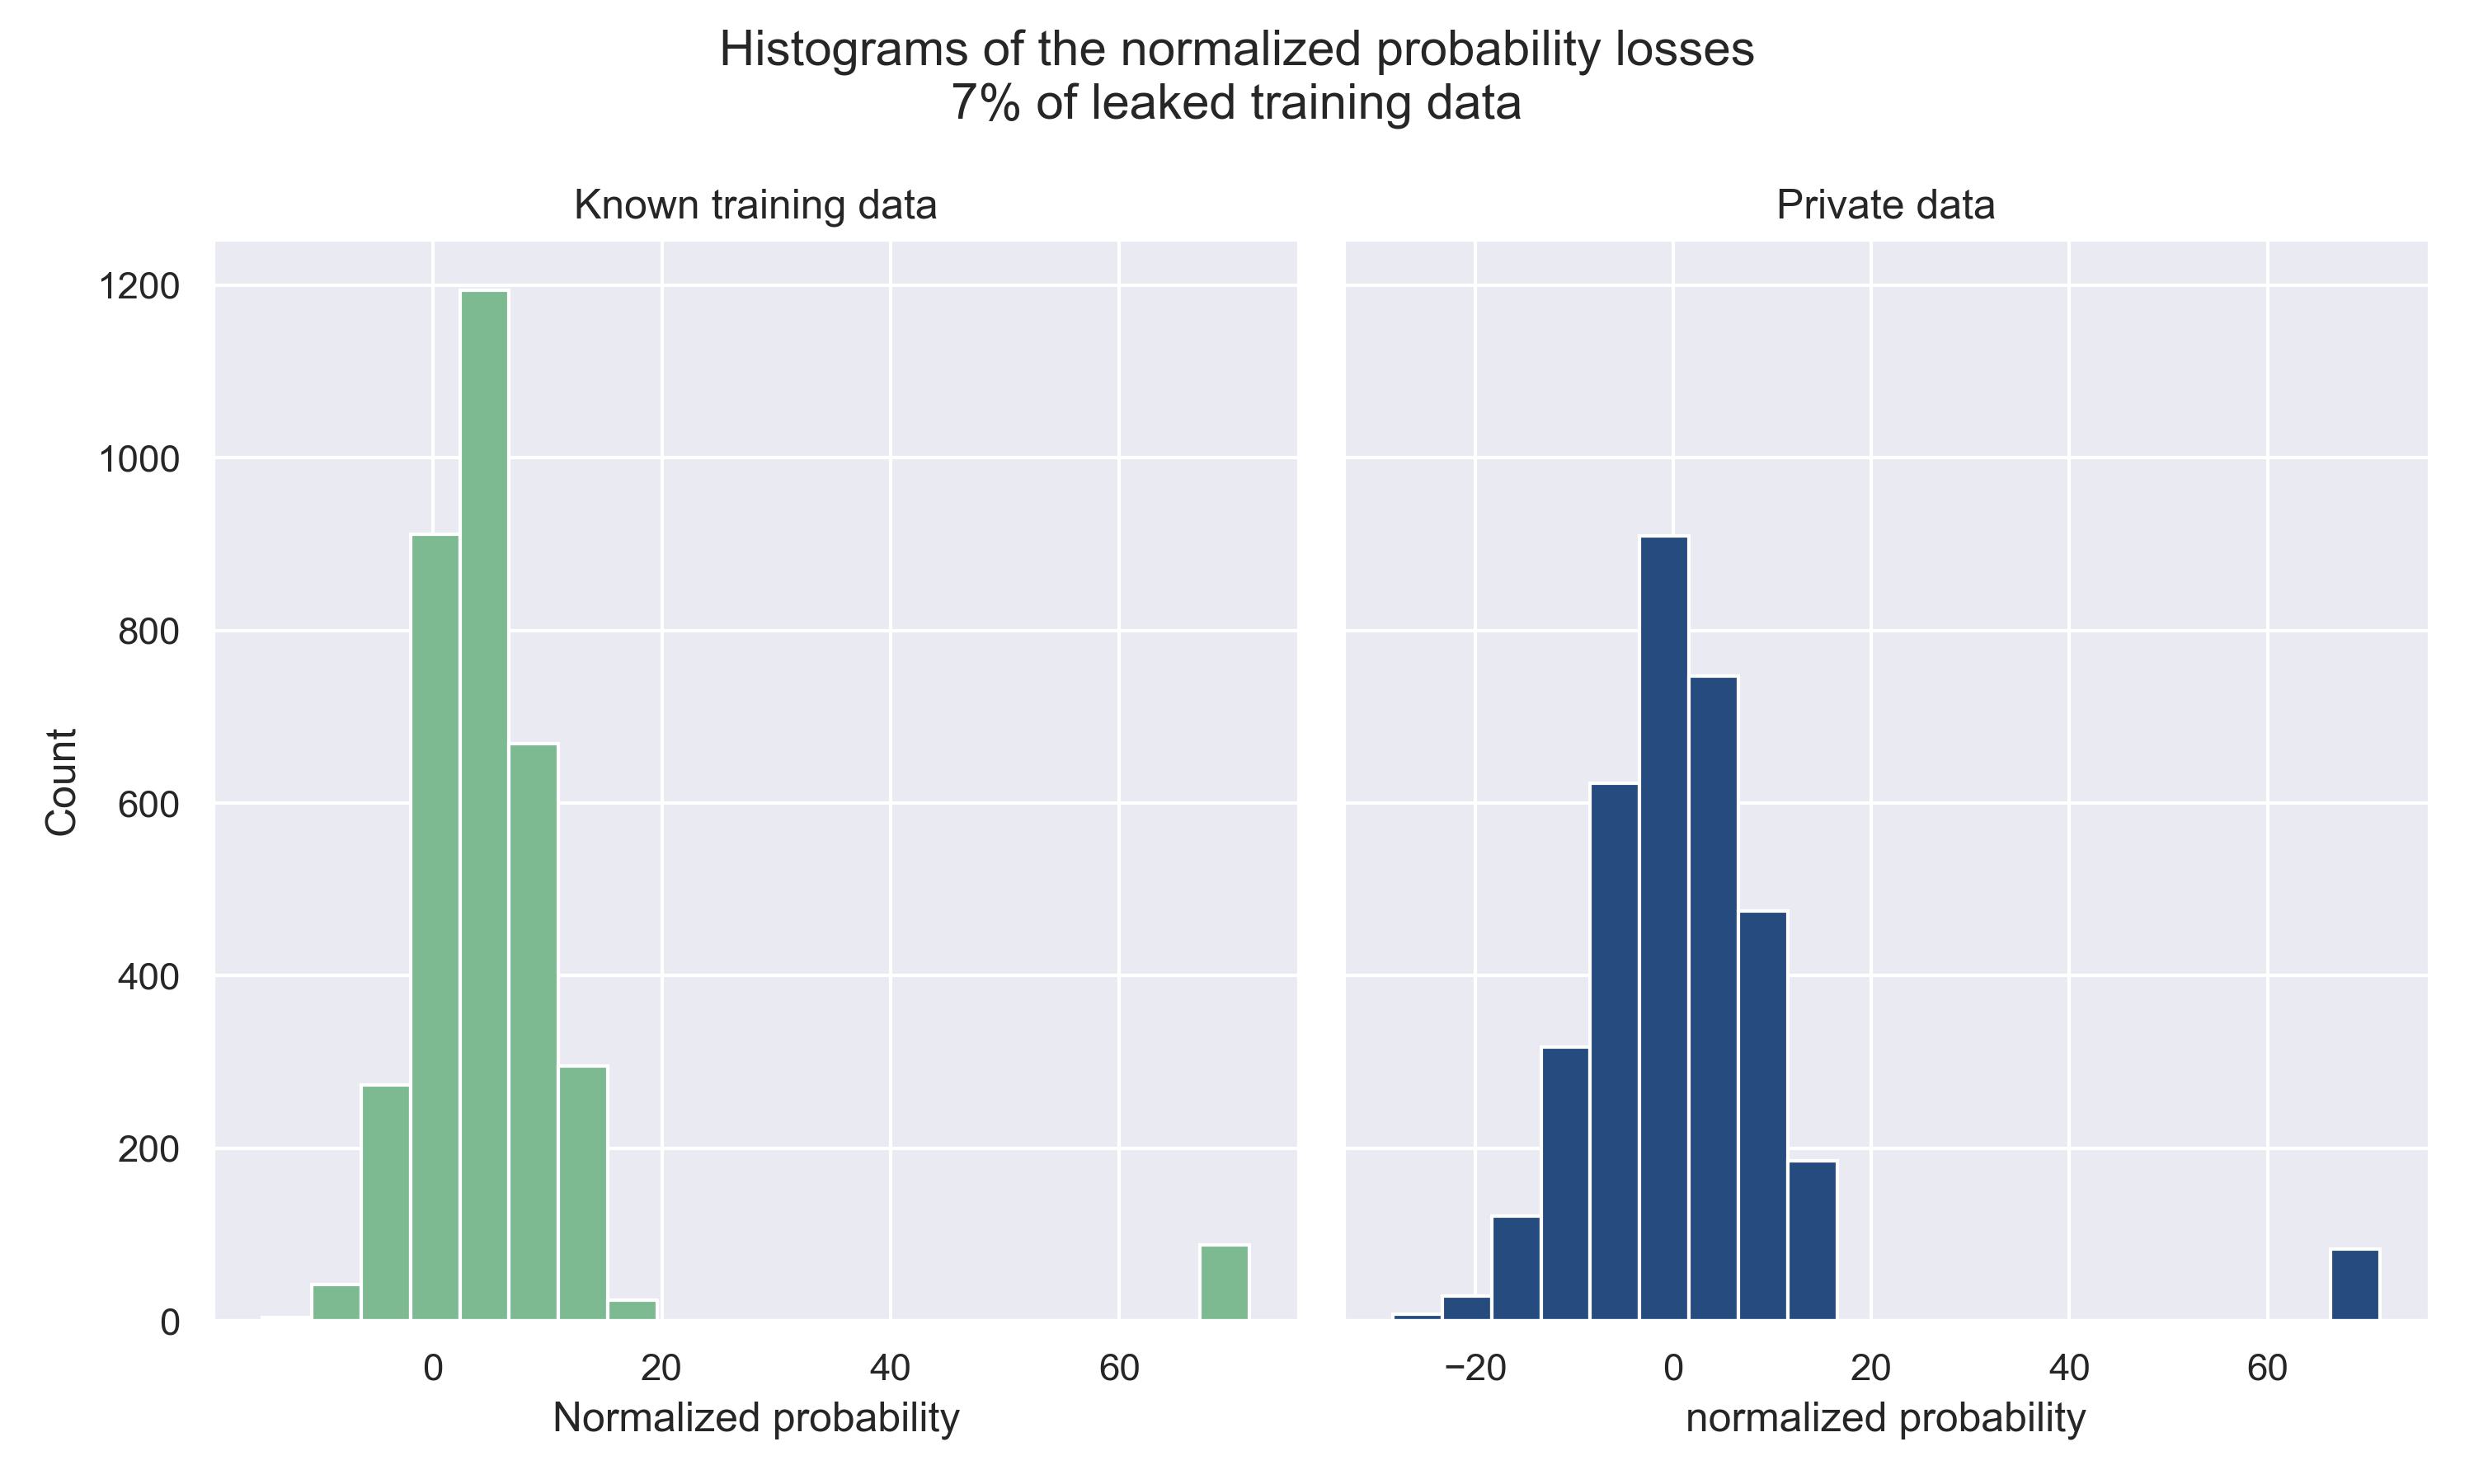 Histograms of the normalized probability losses
7% of leaked training data
Known training data
Private data
Count
1200
1000
800
600
400
200
0
0 20 40 60
Normalized probability
−20 0 20 40 60
normalized probability